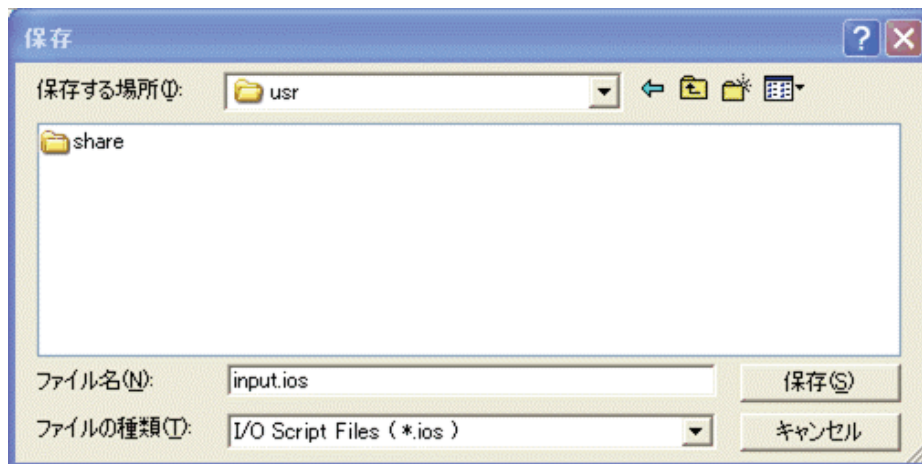 保存
保存する場所(I): usr
share
ファイル名(N): input.ios 保存(S)
ファイルの種類(T): I/O Script Files ( *.ios ) キャンセル